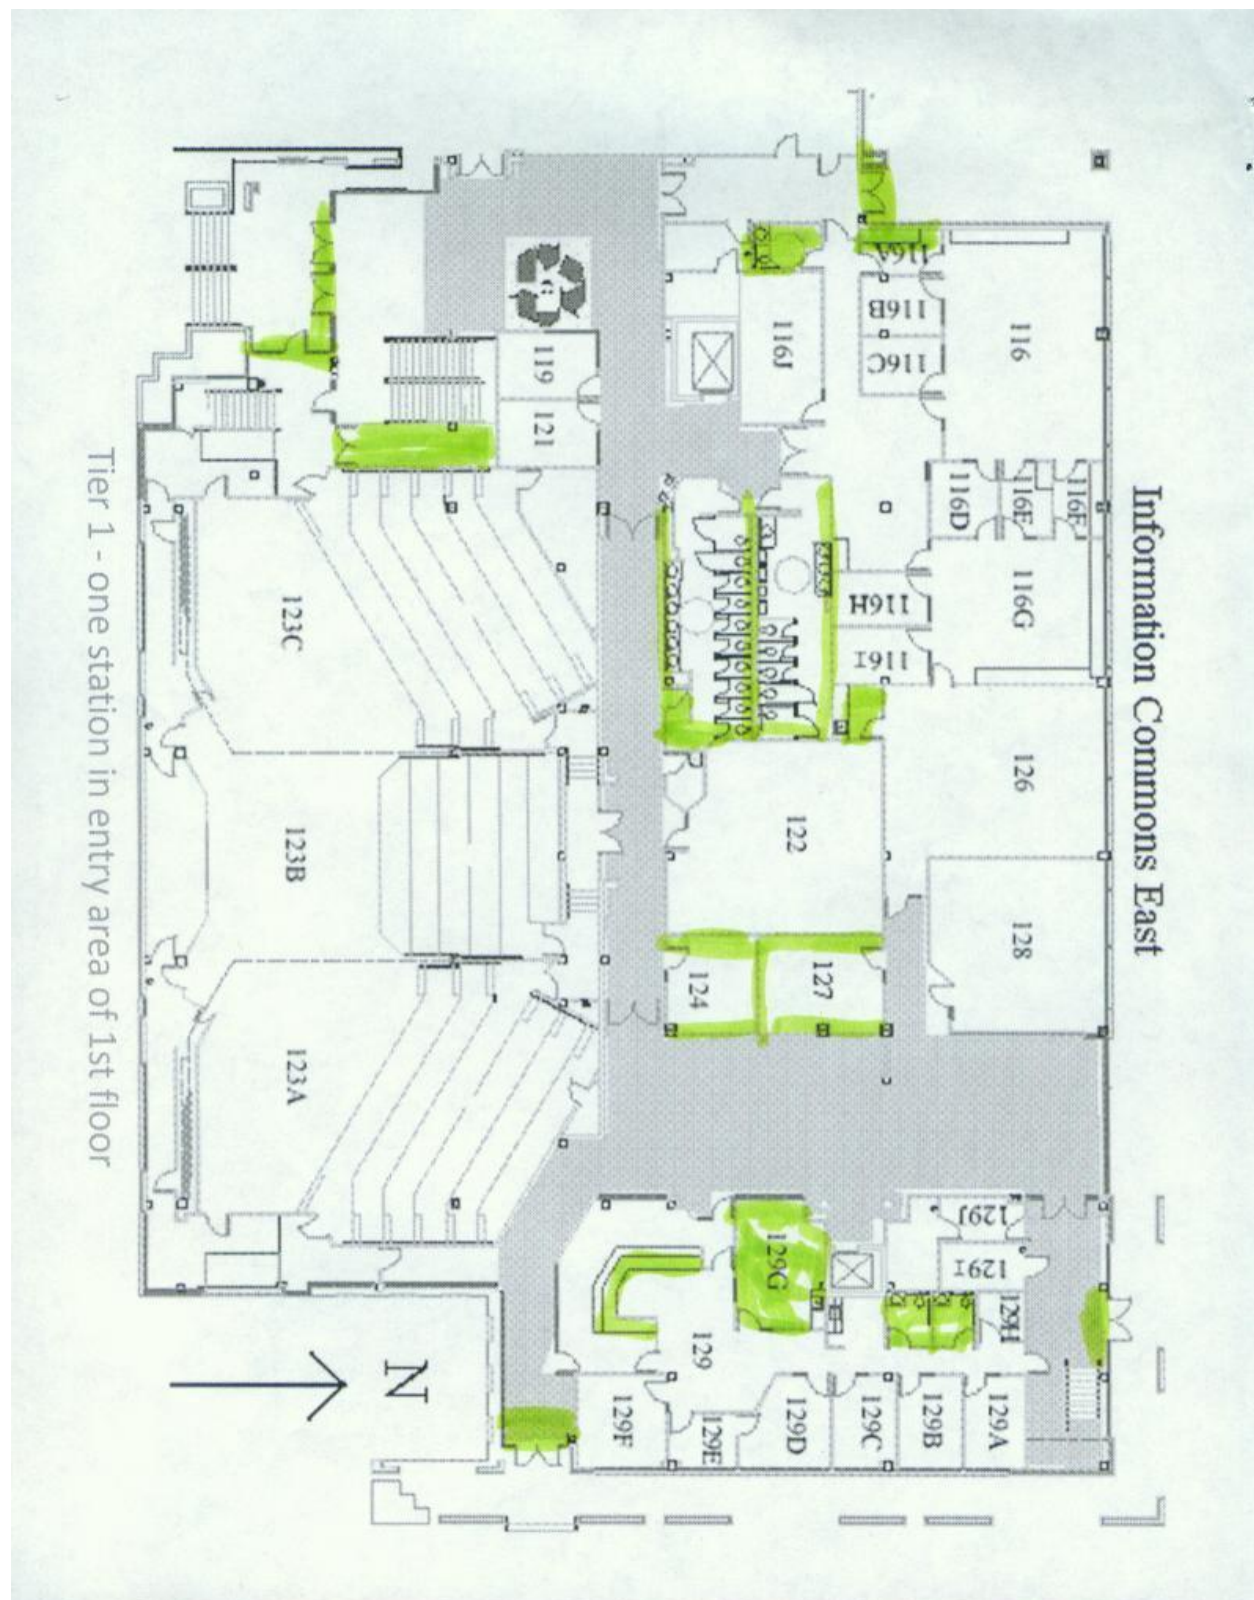 Information Commons East
116F
116
116E
116G
126
128
129H
116D
129J
129I
129A
116A
116B
116C
116H
116I
129B
129C
116J
122
127
129G
129D
124
129
129E
129F
119
121
N
123C
123B
123A
Tier 1 - one station in entry area of 1st floor